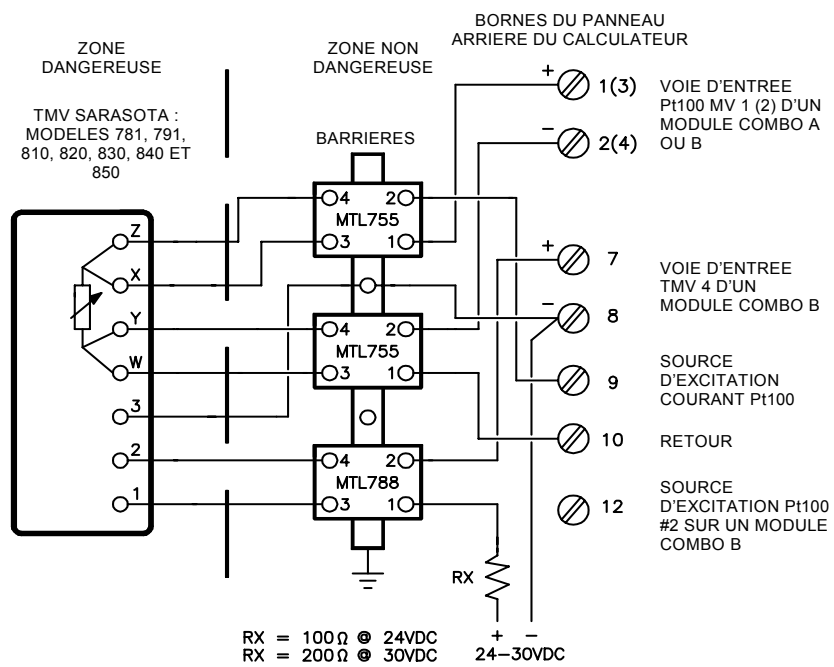 BORNES DU PANNEAU
ARRIERE DU CALCULATEUR
ZONE
DANGEREUSE
ZONE NON
DANGEREUSE
TMV SARASOTA :
MODELES 781, 791,
810, 820, 830, 840 ET
850
BARRIERES
+
1(3)
VOIE D'ENTREE
Pt100 MV 1 (2) D'UN
MODULE COMBO A
OU B
−
2(4)
Z
X
Y
W
3
2
1
4 2
MTL755
3 1
4 2
MTL755
3 1
4 2
MTL788
3 1
+
7
VOIE D'ENTREE
TMV 4 D'UN
MODULE COMBO B
−
8
9
SOURCE
D'EXCITATION
COURANT Pt100
10
RETOUR
12
SOURCE
D'EXCITATION Pt100
#2 SUR UN MODULE
COMBO B
RX
+ −
24−30VDC
RX = 100Ω @ 24VDC
RX = 200Ω @ 30VDC